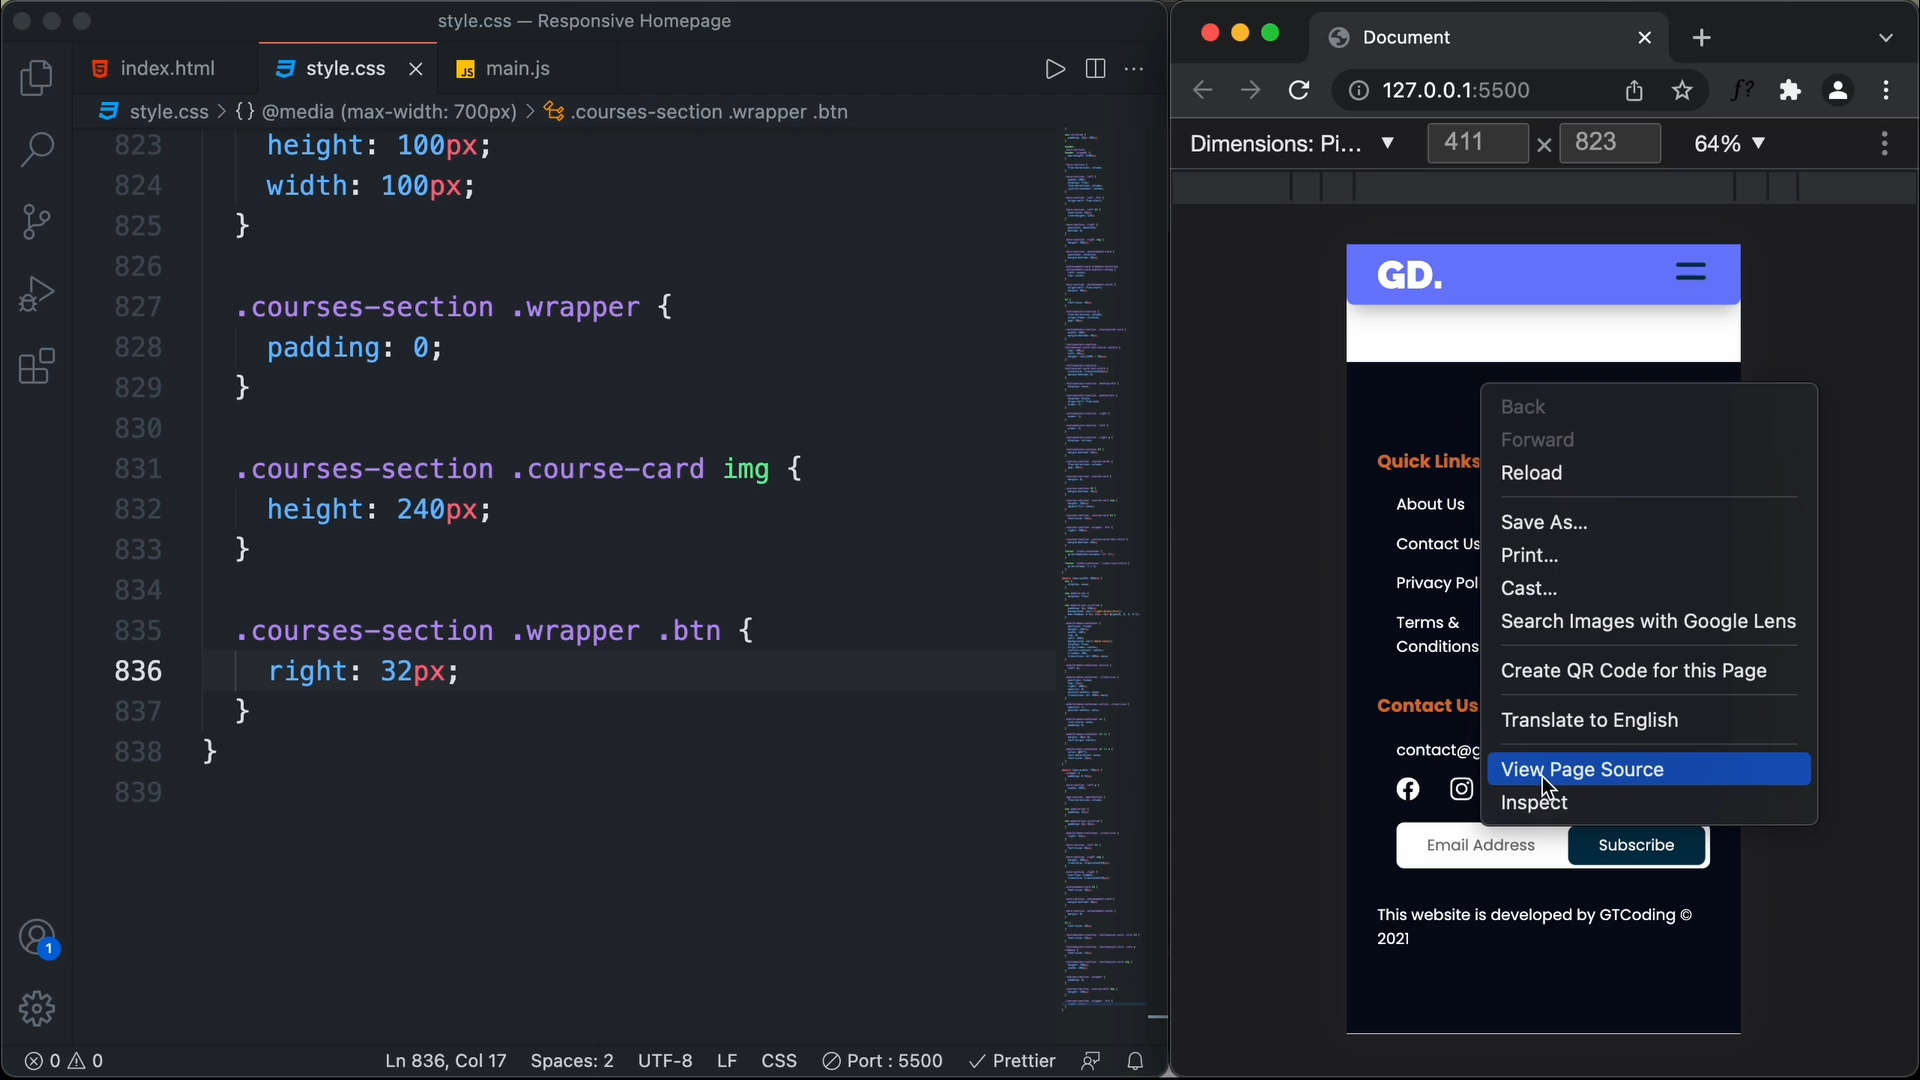 style.css — Responsive Homepage
index.html
style.css
JS main.js
style.css > {} @media (max-width: 700px) > .courses-section .wrapper .btn
823 height: 100px;
824 width: 100px;
825 }
826
827 .courses-section .wrapper {
828 padding: 0;
829 }
830
831 .courses-section .course-card img {
832 height: 240px;
833 }
834
835 .courses-section .wrapper .btn {
836 right: 32px;
837 }
838 }
839
1
0 0
Ln 836, Col 17
Spaces: 2
UTF-8
LF
CSS
Port : 5500
Prettier
Document
127.0.0.1:5500
f?
Dimensions: Pi... 411 × 823 64%
GD.
Quick Links
About Us
Contact Us
Privacy Pol
Terms &
Conditions
Contact Us
contact@g
Email Address
Subscribe
This website is developed by GTCoding ©
2021
Back
Forward
Reload
Save As...
Print...
Cast...
Search Images with Google Lens
Create QR Code for this Page
Translate to English
View Page Source
Inspect